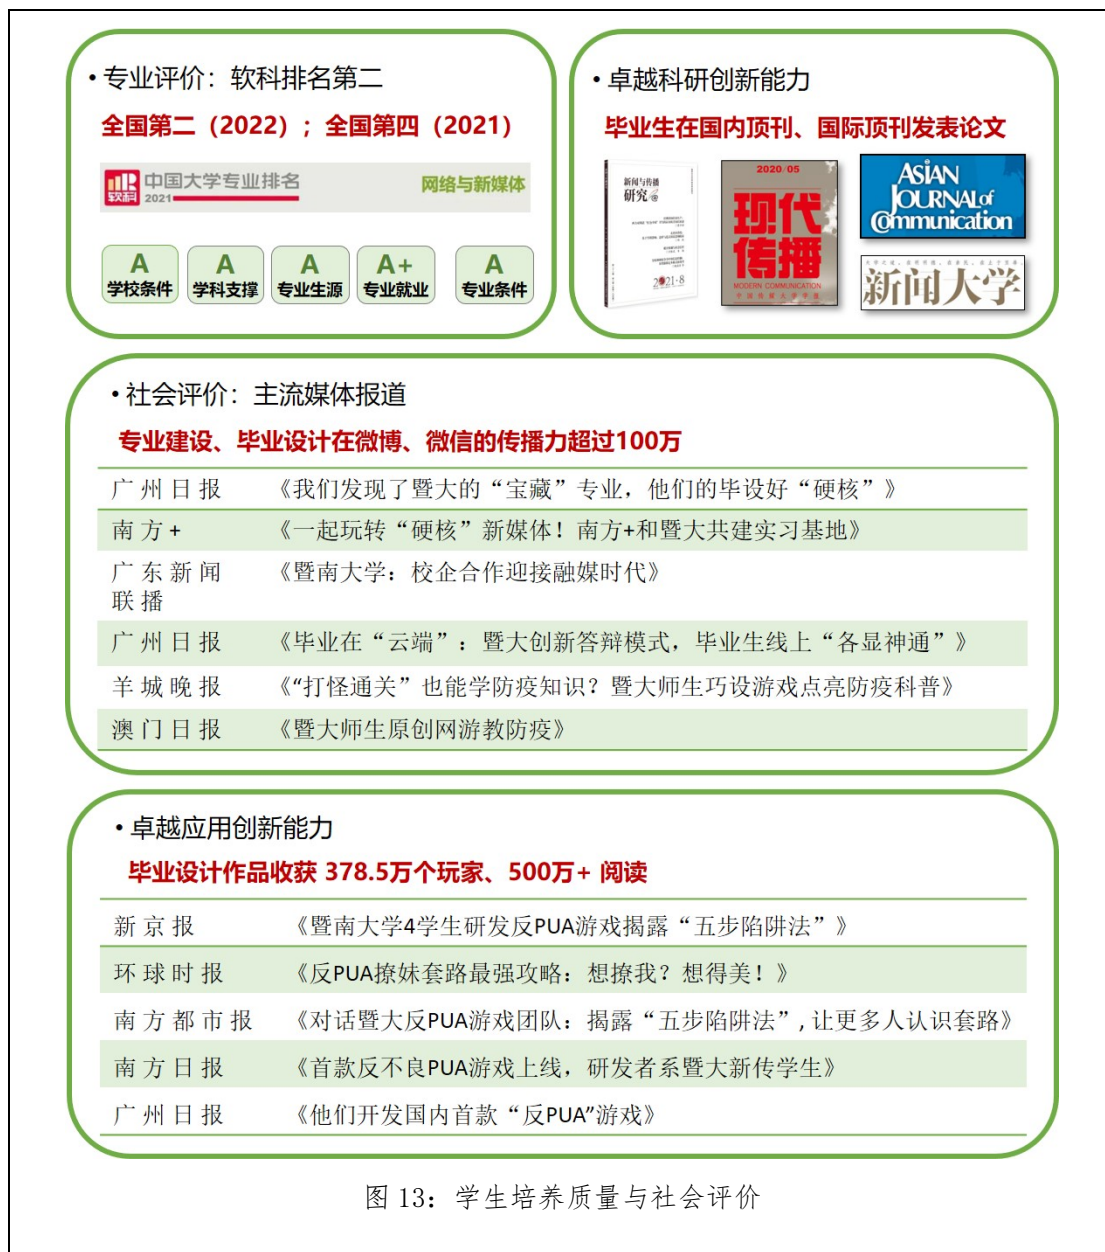 • 专业评价：软科排名第二
全国第二（2022）；全国第四（2021）
软科
中国大学专业排名
2021
网络与新媒体
A
学校条件
A
学科支撑
A
专业生源
A+
专业就业
A
专业条件
• 卓越科研创新能力
毕业生在国内顶刊、国际顶刊发表论文
新闻与传播
研究
2021·8
2020/05
现代
传播
MODERN COMMUNICATION
中国传媒大学学报
ASiAN
JOURNAL of
Communication
新闻大学
• 社会评价：主流媒体报道
专业建设、毕业设计在微博、微信的传播力超过100万
广州日报 《我们发现了暨大的“宝藏”专业，他们的毕设好“硬核”》
南方+ 《一起玩转“硬核”新媒体！南方+和暨大共建实习基地》
广东新闻 《暨南大学：校企合作迎接融媒时代》
联播
广州日报 《毕业在“云端”：暨大创新答辩模式，毕业生线上“各显神通”》
羊城晚报 《“打怪通关”也能学防疫知识？暨大师生巧设游戏点亮防疫科普》
澳门日报 《暨大师生原创网游教防疫》
• 卓越应用创新能力
毕业设计作品收获 378.5万个玩家、500万+ 阅读
新京报 《暨南大学4学生研发反PUA游戏揭露“五步陷阱法”》
环球时报 《反PUA撩妹套路最强攻略：想撩我？想得美！》
南方都市报 《对话暨大反PUA游戏团队：揭露“五步陷阱法”，让更多人认识套路》
南方日报 《首款反不良PUA游戏上线，研发者系暨大新传学生》
广州日报 《他们开发国内首款“反PUA”游戏》
图 13：学生培养质量与社会评价